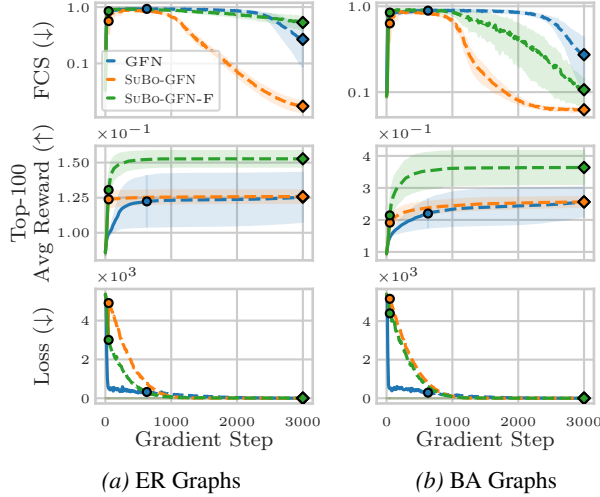 FCS (↓)
1.0
0.1
GFN
SUBO-GFN
SUBO-GFN-F
1.0
0.1
Top-100
Avg Reward (↑)
×10⁻¹
1.50
1.25
1.00
×10⁻¹
4
3
2
1
Loss (↓)
×10³
4
2
0
0 1000 2000 3000
Gradient Step
×10³
4
2
0
0 1000 2000 3000
Gradient Step
(a) ER Graphs
(b) BA Graphs